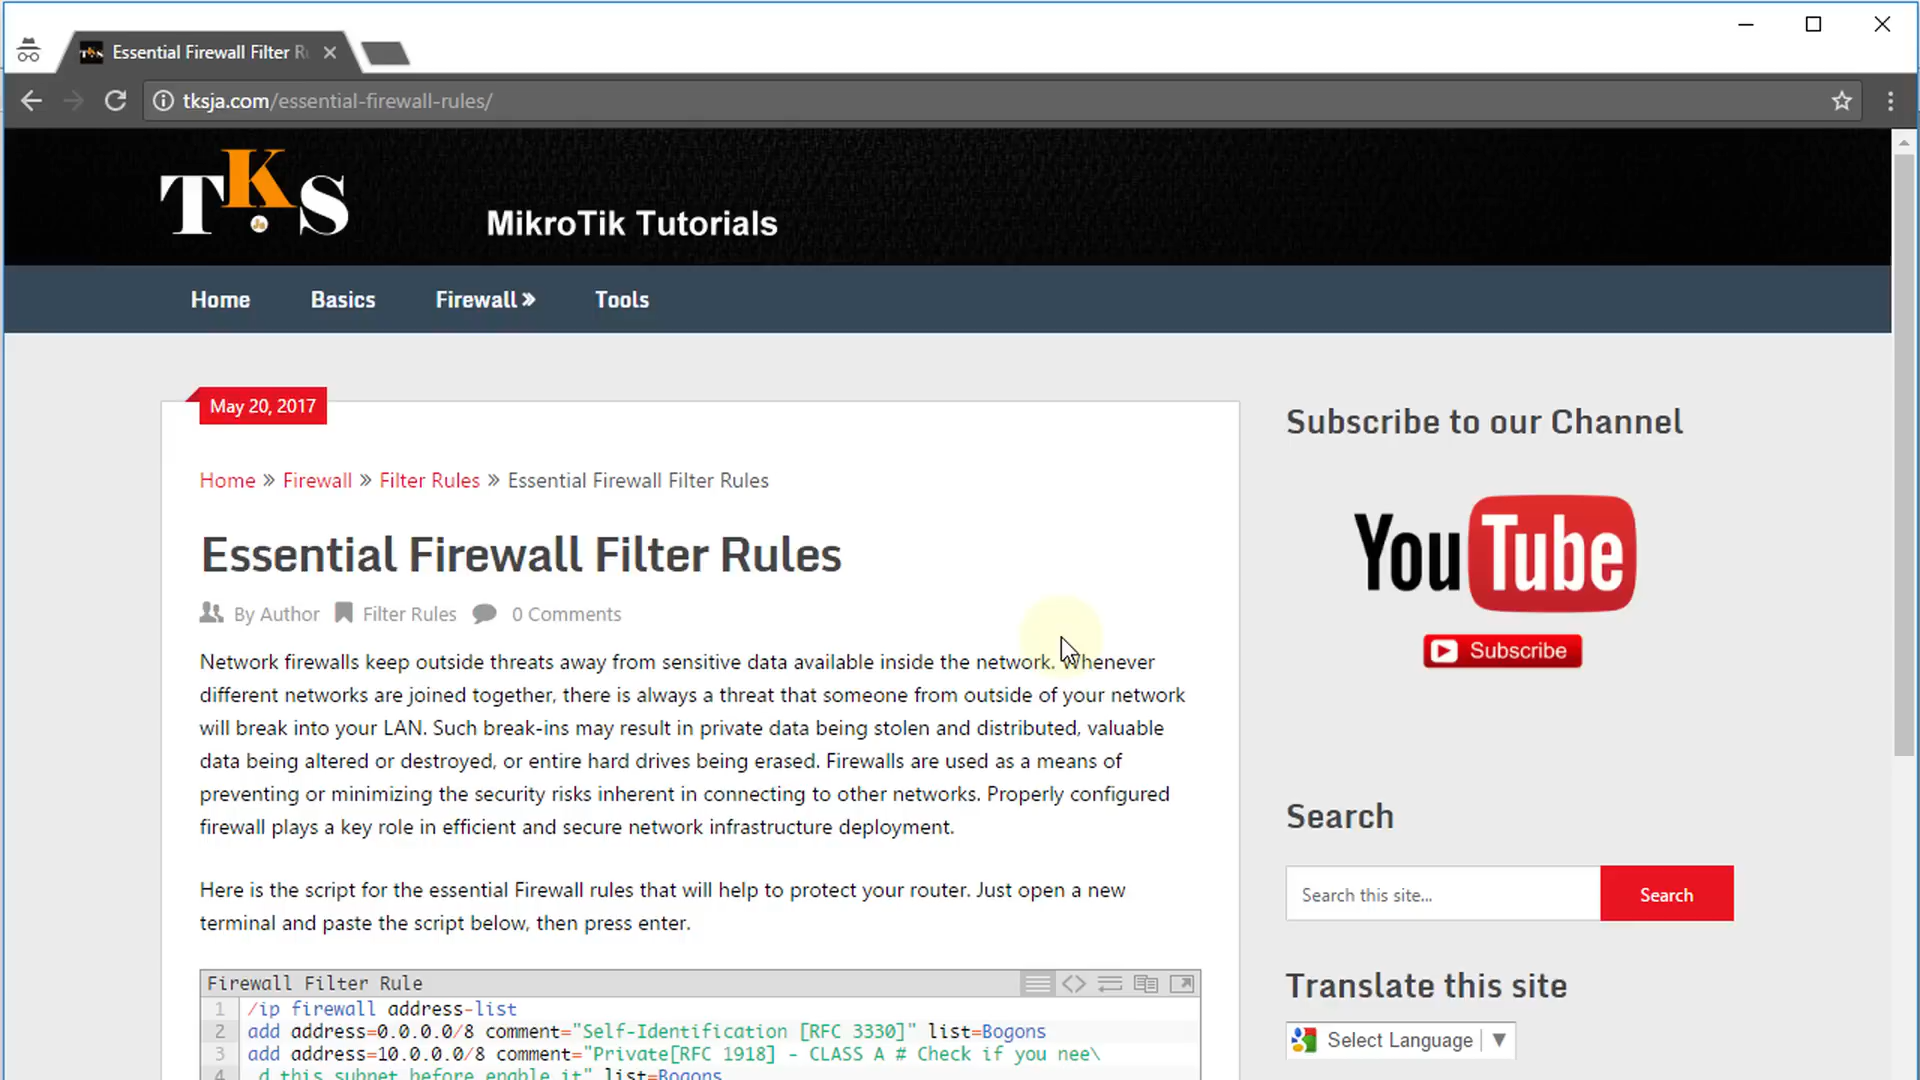 TKS Essential Firewall Filter R
tksja.com/essential-firewall-rules/
TKS
Ja
MikroTik Tutorials
Home Basics Firewall » Tools
May 20, 2017
Home » Firewall » Filter Rules » Essential Firewall Filter Rules
Essential Firewall Filter Rules
By Author Filter Rules 0 Comments
Network firewalls keep outside threats away from sensitive data available inside the network. Whenever
different networks are joined together, there is always a threat that someone from outside of your network
will break into your LAN. Such break-ins may result in private data being stolen and distributed, valuable
data being altered or destroyed, or entire hard drives being erased. Firewalls are used as a means of
preventing or minimizing the security risks inherent in connecting to other networks. Properly configured
firewall plays a key role in efficient and secure network infrastructure deployment.
Here is the script for the essential Firewall rules that will help to protect your router. Just open a new
terminal and paste the script below, then press enter.
Firewall Filter Rule
1 /ip firewall address-list
2 add address=0.0.0.0/8 comment="Self-Identification [RFC 3330]" list=Bogons
3 add address=10.0.0.0/8 comment="Private[RFC 1918] - CLASS A # Check if you nee\
4 d this subnet before enable it" list=Bogons
Subscribe to our Channel
YouTube
Subscribe
Search
Search this site... Search
Translate this site
Select Language ▼